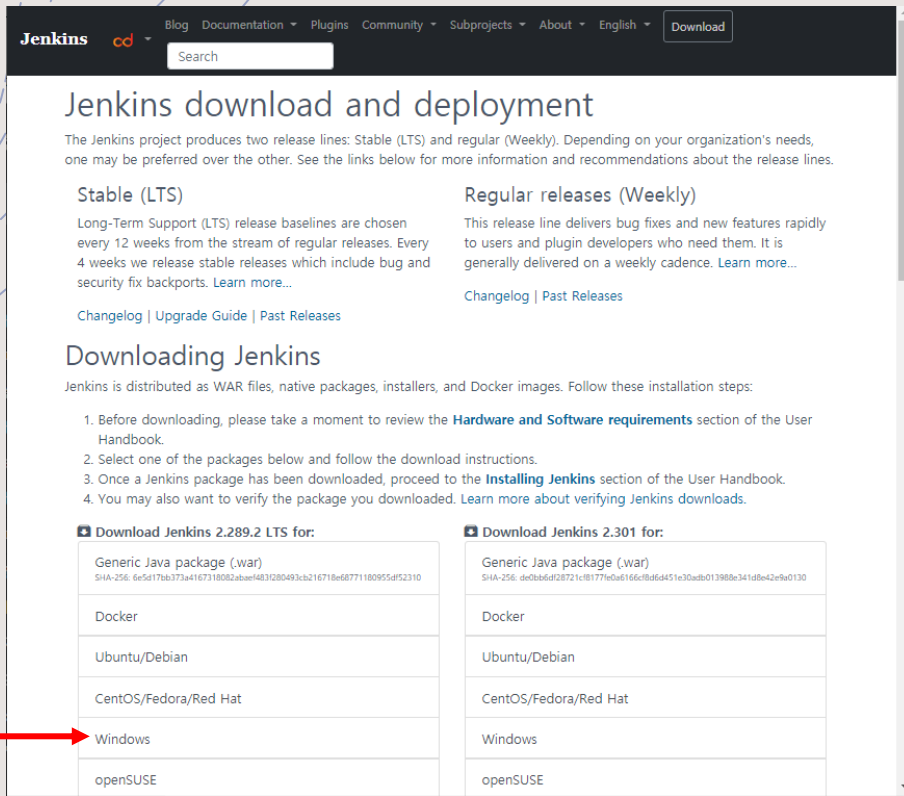 Jenkins
cd
Blog Documentation Plugins Community Subprojects About English Download
Search
Jenkins download and deployment
The Jenkins project produces two release lines: Stable (LTS) and regular (Weekly). Depending on your organization's needs,
one may be preferred over the other. See the links below for more information and recommendations about the release lines.
Stable (LTS)
Long-Term Support (LTS) release baselines are chosen
every 12 weeks from the stream of regular releases. Every
4 weeks we release stable releases which include bug and
security fix backports. Learn more...
Changelog | Upgrade Guide | Past Releases
Regular releases (Weekly)
This release line delivers bug fixes and new features rapidly
to users and plugin developers who need them. It is
generally delivered on a weekly cadence. Learn more...
Changelog | Past Releases
Downloading Jenkins
Jenkins is distributed as WAR files, native packages, installers, and Docker images. Follow these installation steps:
1. Before downloading, please take a moment to review the Hardware and Software requirements section of the User
Handbook.
2. Select one of the packages below and follow the download instructions.
3. Once a Jenkins package has been downloaded, proceed to the Installing Jenkins section of the User Handbook.
4. You may also want to verify the package you downloaded. Learn more about verifying Jenkins downloads.
Download Jenkins 2.289.2 LTS for:
Generic Java package (.war)
SHA-256: 6e5d17bb373a4167318082abaef483f280493cb216718e68771180955df52310
Docker
Ubuntu/Debian
CentOS/Fedora/Red Hat
Windows
openSUSE
Download Jenkins 2.301 for:
Generic Java package (.war)
SHA-256: de0bb6df28721cf8177fe0a6166cf8d6d451e30adb013988e341d8e42e9a0130
Docker
Ubuntu/Debian
CentOS/Fedora/Red Hat
Windows
openSUSE